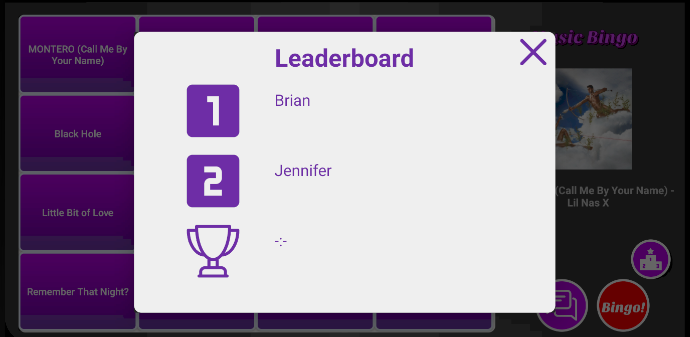 MONTERO (Call Me By
Your Name)
Black Hole
Little Bit of Love
Remember That Night?
Leaderboard
1
Brian
2
Jennifer
-:-
sic Bingo
(Call Me By Your Name) -
Lil Nas X
Bingo!